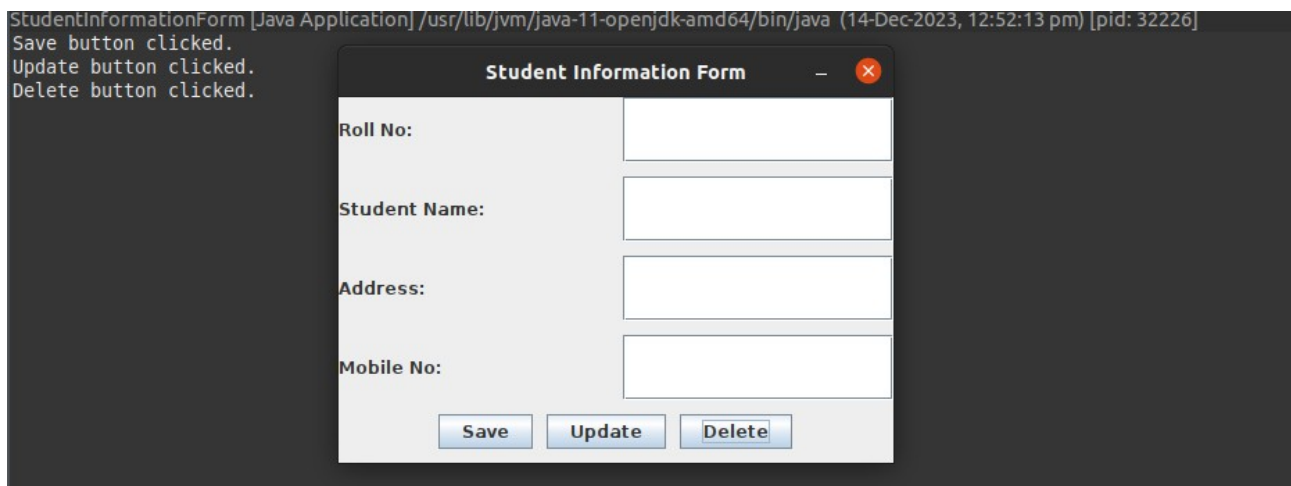 StudentInformationForm [Java Application] /usr/lib/jvm/java-11-openjdk-amd64/bin/java (14-Dec-2023, 12:52:13 pm) [pid: 32226]
Save button clicked.
Update button clicked.
Delete button clicked.
Student Information Form
Roll No:
Student Name:
Address:
Mobile No:
Save Update Delete